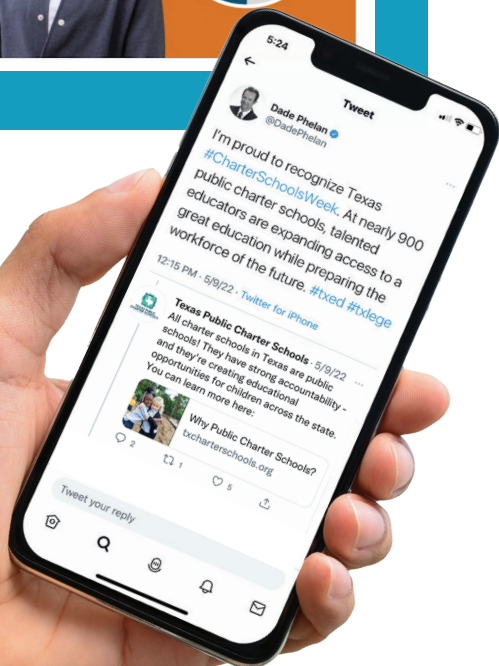 5:24
Tweet
Dade Phelan
@DadePhelan
I'm proud to recognize Texas
#CharterSchoolsWeek. At nearly 900
public charter schools, talented
educators are expanding access to a
great education while preparing the
workforce of the future. #txed #txlege
12:15 PM · 5/9/22 · Twitter for iPhone
Texas Public Charter Schools · 5/9/22
All charter schools in Texas are public
schools! They have strong accountability -
and they're creating educational
opportunities for children across the state.
You can learn more here:
Why Public Charter Schools?
txcharterschools.org
2 1 5
Tweet your reply